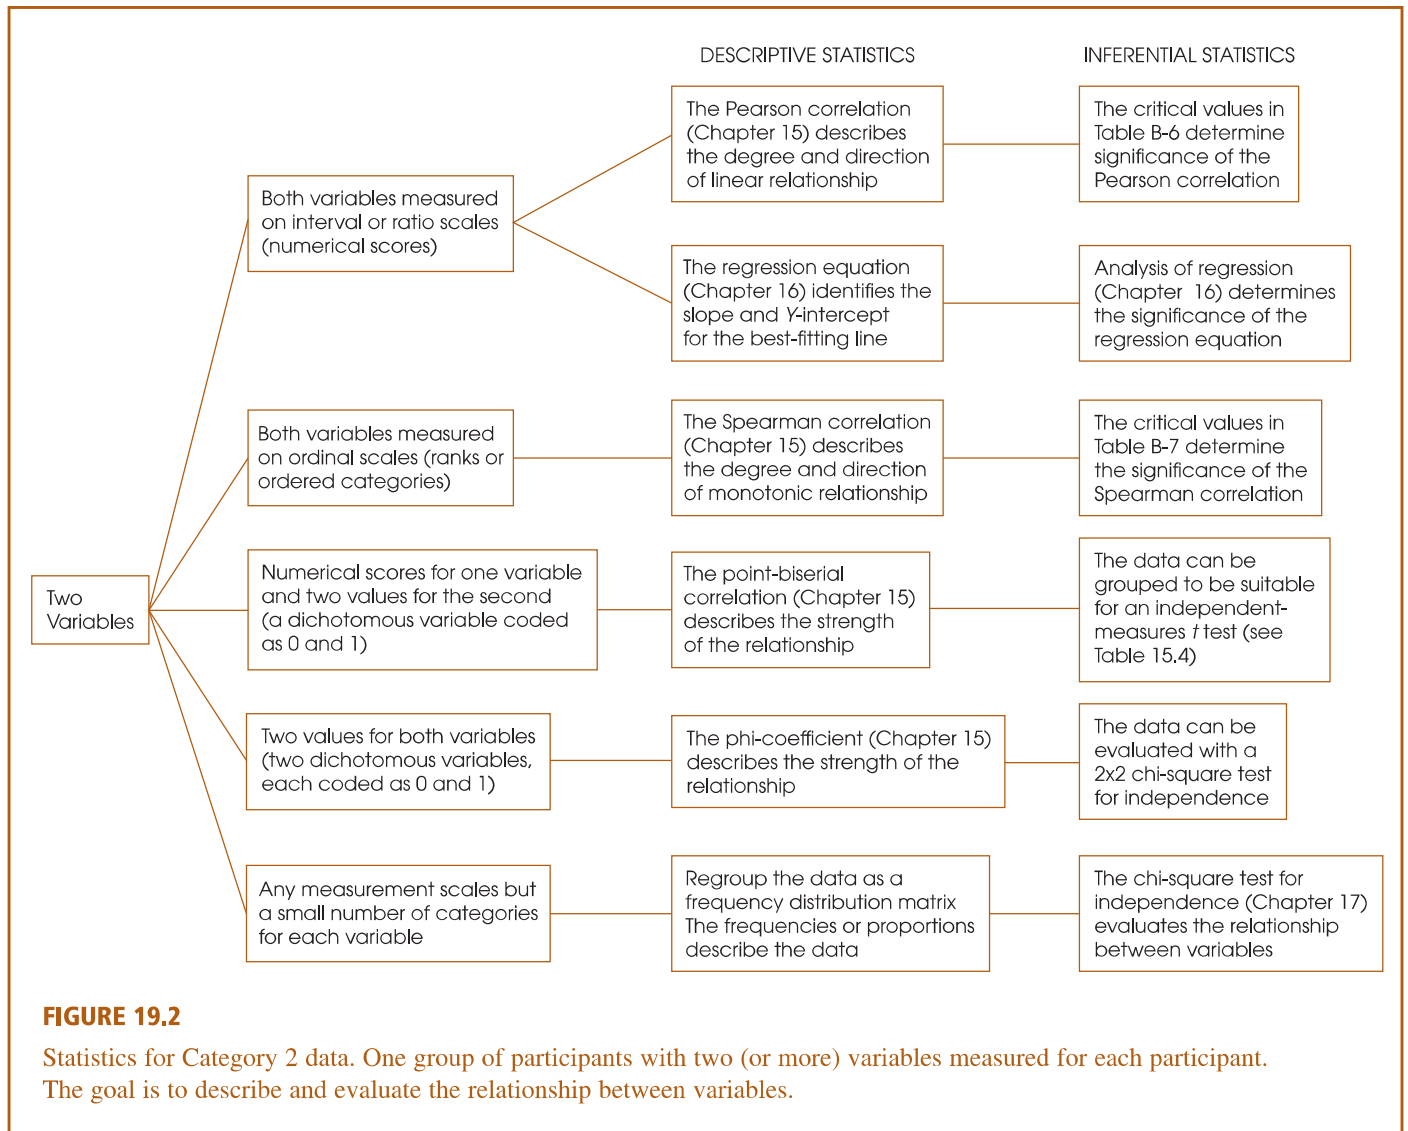 DESCRIPTIVE STATISTICS
INFERENTIAL STATISTICS
Two
Variables
Both variables measured
on interval or ratio scales
(numerical scores)
The Pearson correlation
(Chapter 15) describes
the degree and direction
of linear relationship
The critical values in
Table B-6 determine
significance of the
Pearson correlation
The regression equation
(Chapter 16) identifies the
slope and Y-intercept
for the best-fitting line
Analysis of regression
(Chapter 16) determines
the significance of the
regression equation
Both variables measured
on ordinal scales (ranks or
ordered categories)
The Spearman correlation
(Chapter 15) describes
the degree and direction
of monotonic relationship
The critical values in
Table B-7 determine
the significance of the
Spearman correlation
Numerical scores for one variable
and two values for the second
(a dichotomous variable coded
as 0 and 1)
The point-biserial
correlation (Chapter 15)
describes the strength
of the relationship
The data can be
grouped to be suitable
for an independent-
measures t test (see
Table 15.4)
Two values for both variables
(two dichotomous variables,
each coded as 0 and 1)
The phi-coefficient (Chapter 15)
describes the strength of the
relationship
The data can be
evaluated with a
2x2 chi-square test
for independence
Any measurement scales but
a small number of categories
for each variable
Regroup the data as a
frequency distribution matrix
The frequencies or proportions
describe the data
The chi-square test for
independence (Chapter 17)
evaluates the relationship
between variables
FIGURE 19.2
Statistics for Category 2 data. One group of participants with two (or more) variables measured for each participant.
The goal is to describe and evaluate the relationship between variables.